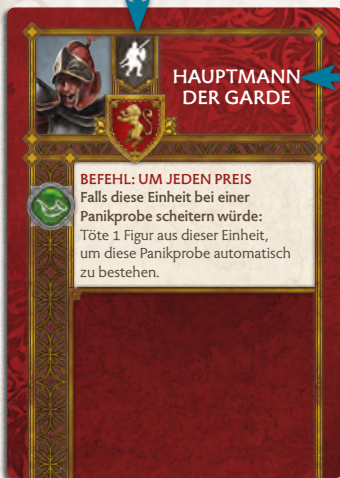 HAUPTMANN
DER GARDE
BEFEHL: UM JEDEN PREIS
Falls diese Einheit bei einer
Panikprobe scheitern würde:
Töte 1 Figur aus dieser Einheit,
um diese Panikprobe automatisch
zu bestehen.